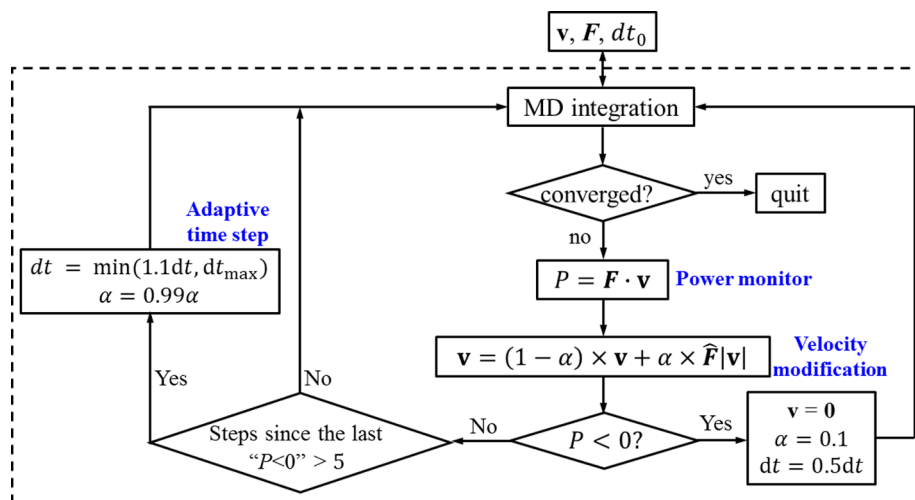 𝐯, 𝑭, 𝑑𝑡₀
MD integration
converged?
yes
quit
no
Adaptive
time step
𝑑𝑡 = min(1.1dt, dtₘₐₓ)
𝛼 = 0.99𝛼
𝑃 = 𝑭 · 𝐯
Power monitor
𝐯 = (1 − 𝛼) × 𝐯 + 𝛼 × 𝑭̂|𝐯|
Velocity
modification
Yes
No
Steps since the last
“P<0” > 5
No
𝑃 < 0?
Yes
𝐯 = 𝟎
𝛼 = 0.1
dt = 0.5dt